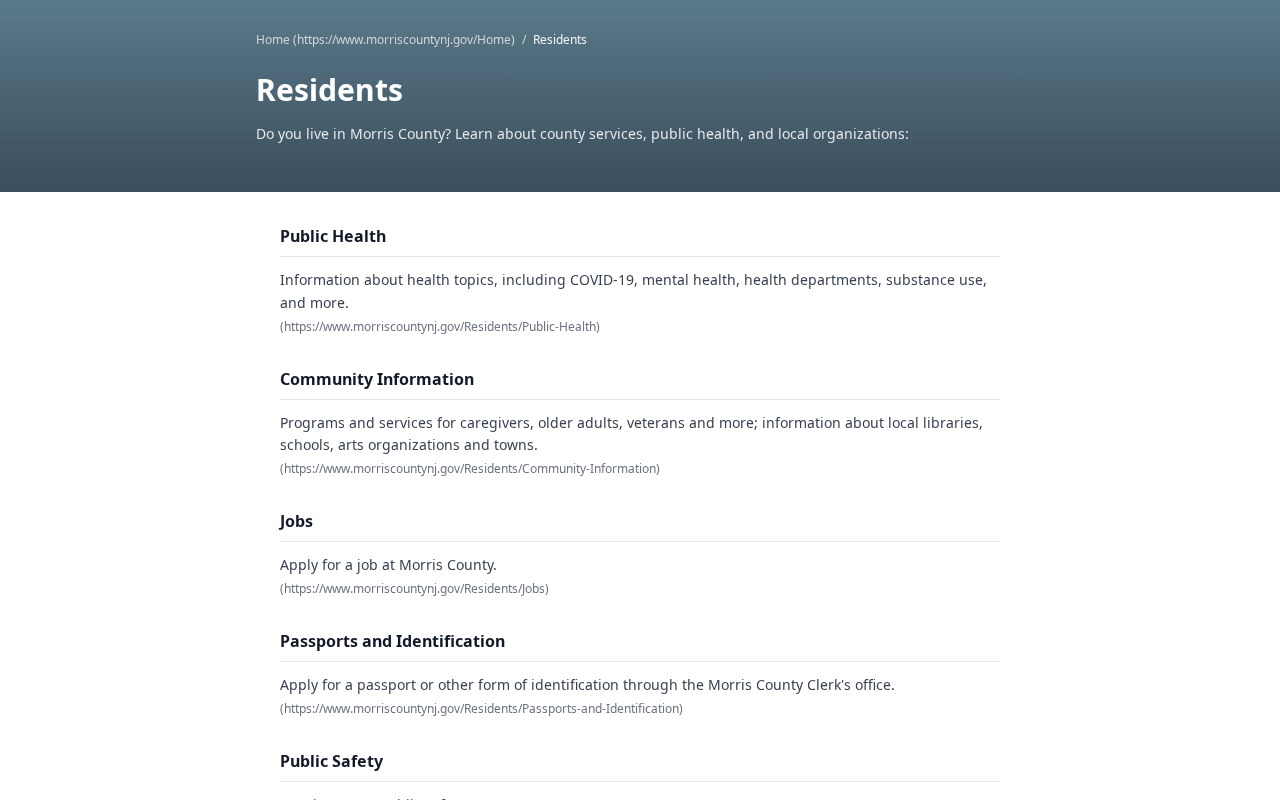 Home (https://www.morriscountynj.gov/Home) / Residents
Residents
Do you live in Morris County? Learn about county services, public health, and local organizations:
Public Health
Information about health topics, including COVID-19, mental health, health departments, substance use,
and more.
(https://www.morriscountynj.gov/Residents/Public-Health)
Community Information
Programs and services for caregivers, older adults, veterans and more; information about local libraries,
schools, arts organizations and towns.
(https://www.morriscountynj.gov/Residents/Community-Information)
Jobs
Apply for a job at Morris County.
(https://www.morriscountynj.gov/Residents/Jobs)
Passports and Identification
Apply for a passport or other form of identification through the Morris County Clerk's office.
(https://www.morriscountynj.gov/Residents/Passports-and-Identification)
Public Safety